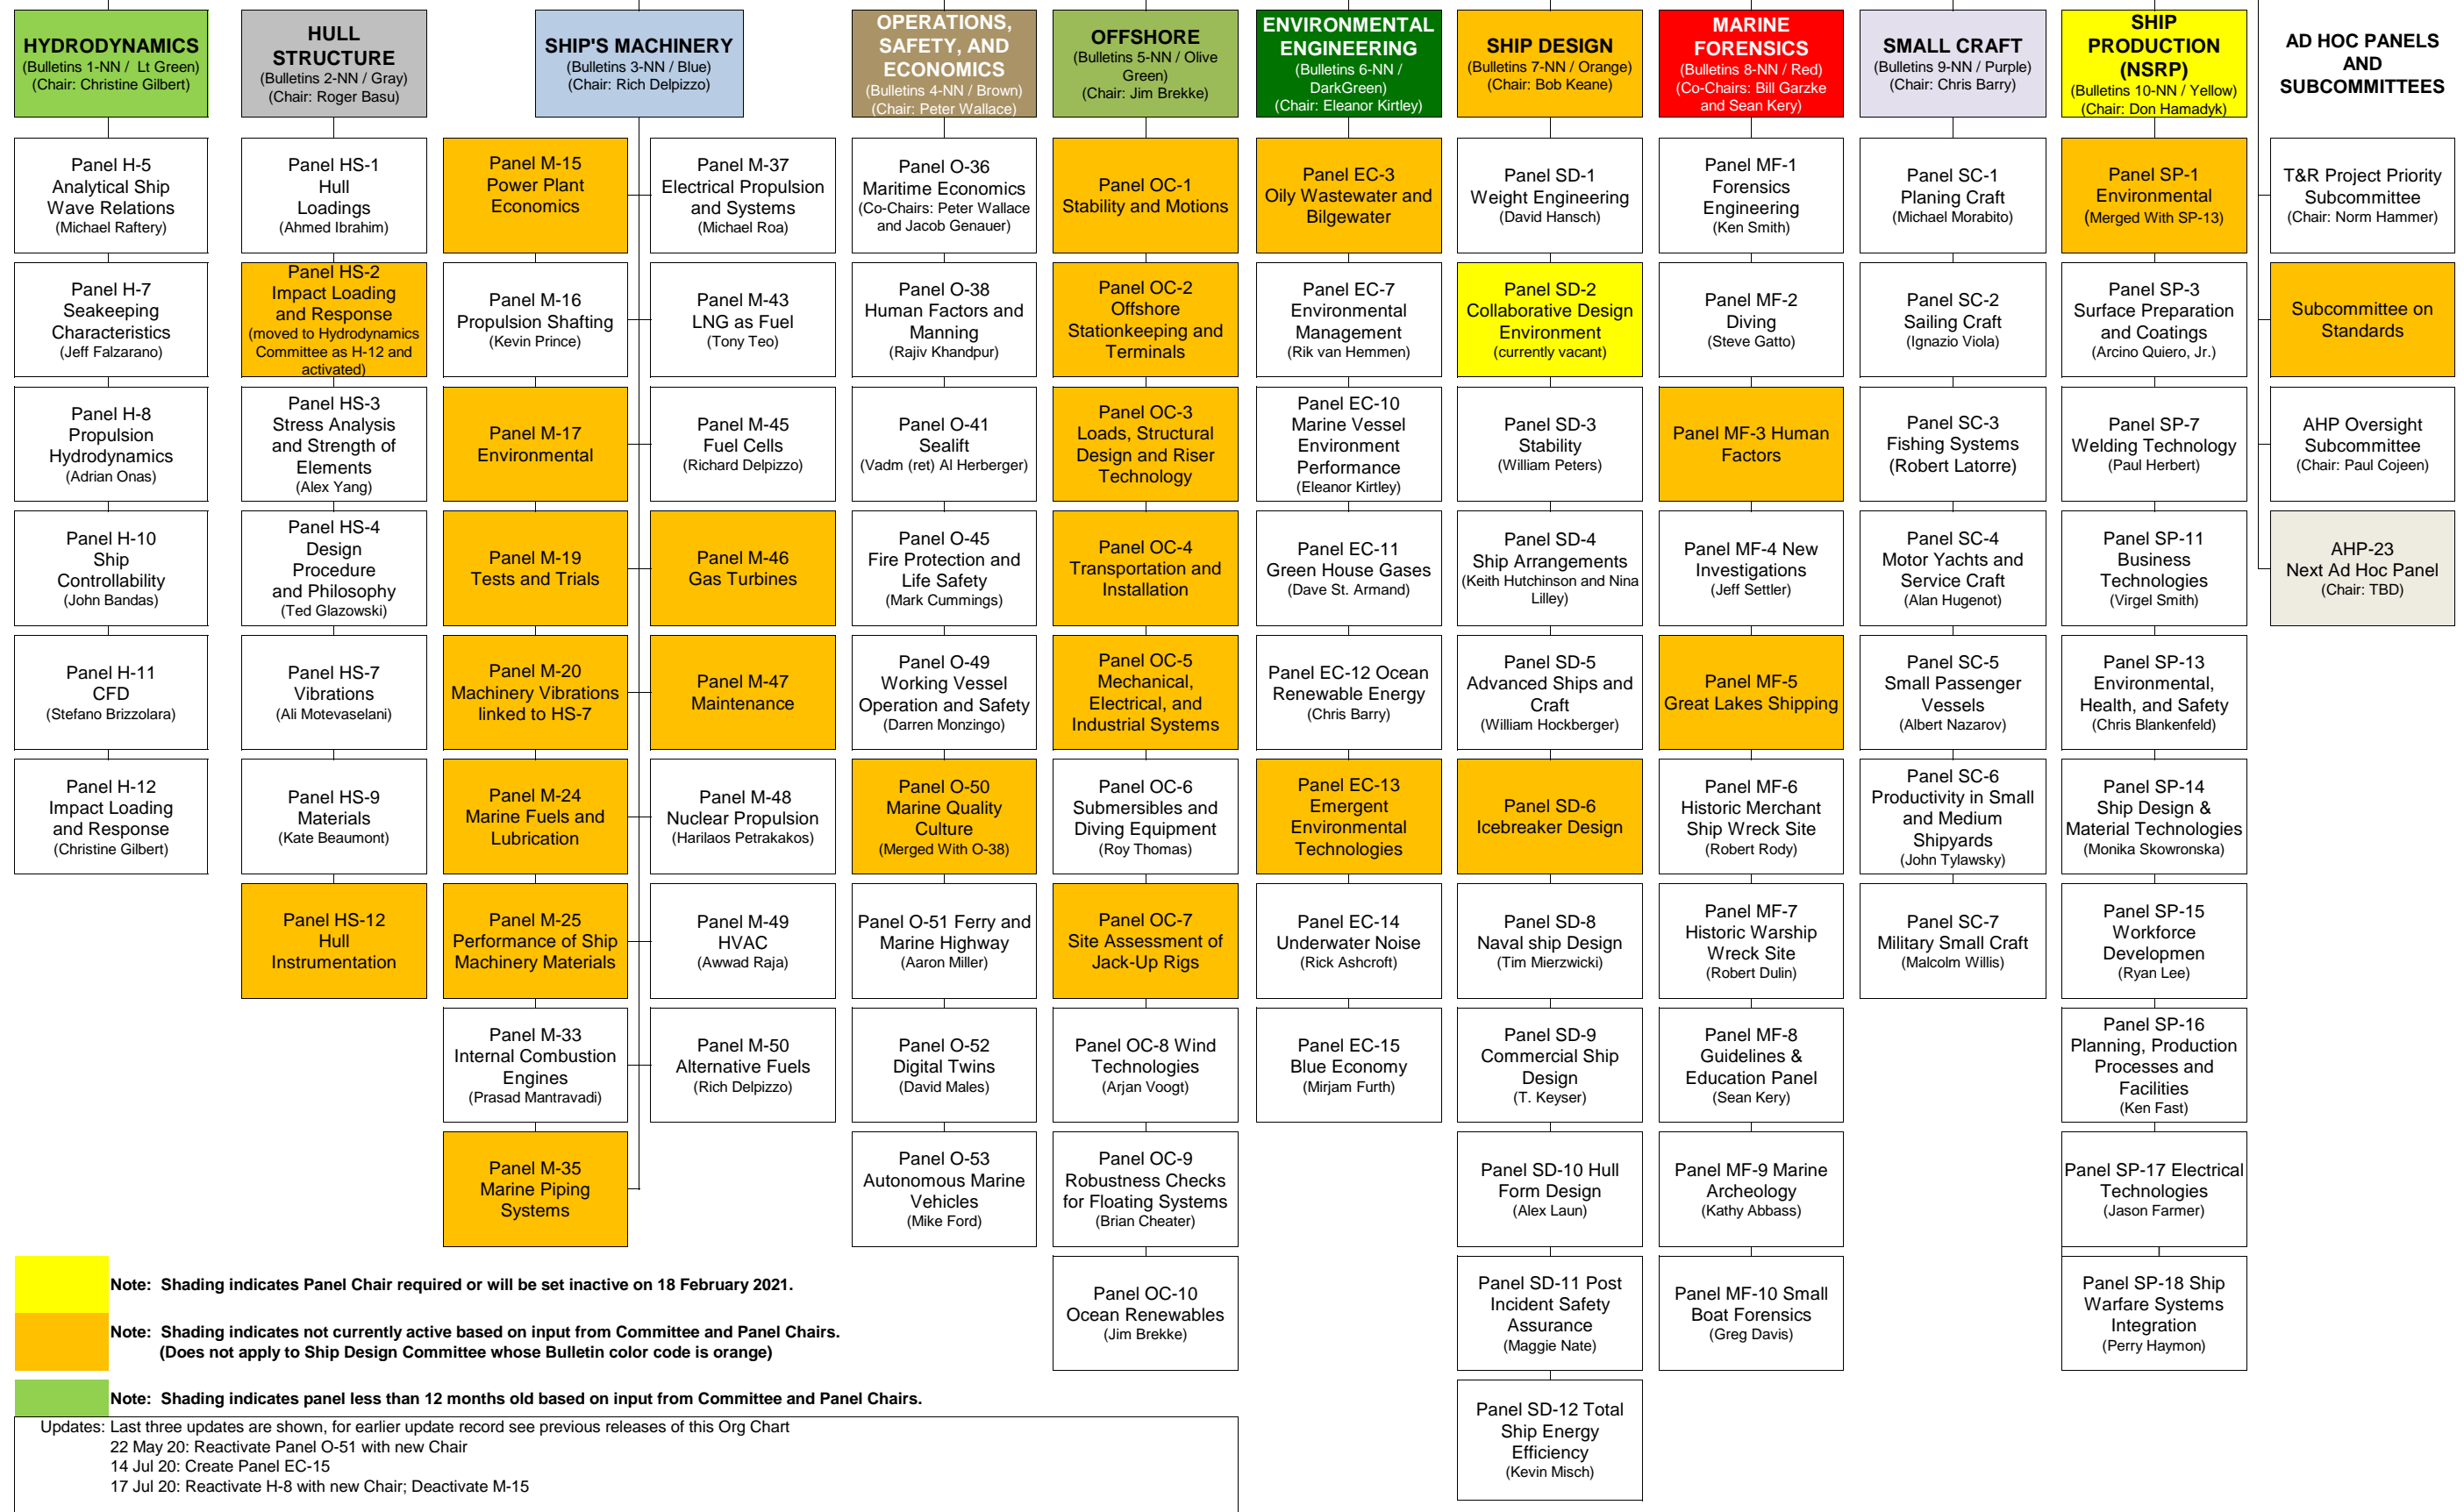 HYDRODYNAMICS
(Bulletins 1-NN / Lt Green)
(Chair: Christine Gilbert)
Panel H-5
Analytical Ship
Wave Relations
(Michael Raftery)
Panel H-7
Seakeeping
Characteristics
(Jeff Falzarano)
Panel H-8
Propulsion
Hydrodynamics
(Adrian Onas)
Panel H-10
Ship
Controllability
(John Bandas)
Panel H-11
CFD
(Stefano Brizzolara)
Panel H-12
Impact Loading
and Response
(Christine Gilbert)
HULL
STRUCTURE
(Bulletins 2-NN / Gray)
(Chair: Roger Basu)
Panel HS-1
Hull
Loadings
(Ahmed Ibrahim)
Panel HS-2
Impact Loading
and Response
(moved to Hydrodynamics
Committee as H-12 and
activated)
Panel HS-3
Stress Analysis
and Strength of
Elements
(Alex Yang)
Panel HS-4
Design
Procedure
and Philosophy
(Ted Glazowski)
Panel HS-7
Vibrations
(Ali Motevaselani)
Panel HS-9
Materials
(Kate Beaumont)
Panel HS-12
Hull
Instrumentation
SHIP'S MACHINERY
(Bulletins 3-NN / Blue)
(Chair: Rich Delpizzo)
Panel M-15
Power Plant
Economics
Panel M-16
Propulsion Shafting
(Kevin Prince)
Panel M-17
Environmental
Panel M-19
Tests and Trials
Panel M-20
Machinery Vibrations
linked to HS-7
Panel M-24
Marine Fuels and
Lubrication
Panel M-25
Performance of Ship
Machinery Materials
Panel M-33
Internal Combustion
Engines
(Prasad Mantravadi)
Panel M-35
Marine Piping
Systems
Panel M-37
Electrical Propulsion
and Systems
(Michael Roa)
Panel M-43
LNG as Fuel
(Tony Teo)
Panel M-45
Fuel Cells
(Richard Delpizzo)
Panel M-46
Gas Turbines
Panel M-47
Maintenance
Panel M-48
Nuclear Propulsion
(Harilaos Petrakakos)
Panel M-49
HVAC
(Awwad Raja)
Panel M-50
Alternative Fuels
(Rich Delpizzo)
OPERATIONS,
SAFETY, AND
ECONOMICS
(Bulletins 4-NN / Brown)
(Chair: Peter Wallace)
Panel O-36
Maritime Economics
(Co-Chairs: Peter Wallace
and Jacob Genauer)
Panel O-38
Human Factors and
Manning
(Rajiv Khandpur)
Panel O-41
Sealift
(Vadm (ret) Al Herberger)
Panel O-45
Fire Protection and
Life Safety
(Mark Cummings)
Panel O-49
Working Vessel
Operation and Safety
(Darren Monzingo)
Panel O-50
Marine Quality
Culture
(Merged With O-38)
Panel O-51 Ferry and
Marine Highway
(Aaron Miller)
Panel O-52
Digital Twins
(David Males)
Panel O-53
Autonomous Marine
Vehicles
(Mike Ford)
OFFSHORE
(Bulletins 5-NN / Olive
Green)
(Chair: Jim Brekke)
Panel OC-1
Stability and Motions
Panel OC-2
Offshore
Stationkeeping and
Terminals
Panel OC-3
Loads, Structural
Design and Riser
Technology
Panel OC-4
Transportation and
Installation
Panel OC-5
Mechanical,
Electrical, and
Industrial Systems
Panel OC-6
Submersibles and
Diving Equipment
(Roy Thomas)
Panel OC-7
Site Assessment of
Jack-Up Rigs
Panel OC-8 Wind
Technologies
(Arjan Voogt)
Panel OC-9
Robustness Checks
for Floating Systems
(Brian Cheater)
Panel OC-10
Ocean Renewables
(Jim Brekke)
ENVIRONMENTAL
ENGINEERING
(Bulletins 6-NN /
DarkGreen)
(Chair: Eleanor Kirtley)
Panel EC-3
Oily Wastewater and
Bilgewater
Panel EC-7
Environmental
Management
(Rik van Hemmen)
Panel EC-10
Marine Vessel
Environment
Performance
(Eleanor Kirtley)
Panel EC-11
Green House Gases
(Dave St. Armand)
Panel EC-12 Ocean
Renewable Energy
(Chris Barry)
Panel EC-13
Emergent
Environmental
Technologies
Panel EC-14
Underwater Noise
(Rick Ashcroft)
Panel EC-15
Blue Economy
(Mirjam Furth)
SHIP DESIGN
(Bulletins 7-NN / Orange)
(Chair: Bob Keane)
Panel SD-1
Weight Engineering
(David Hansch)
Panel SD-2
Collaborative Design
Environment
(currently vacant)
Panel SD-3
Stability
(William Peters)
Panel SD-4
Ship Arrangements
(Keith Hutchinson and Nina
Lilley)
Panel SD-5
Advanced Ships and
Craft
(William Hockberger)
Panel SD-6
Icebreaker Design
Panel SD-8
Naval ship Design
(Tim Mierzwicki)
Panel SD-9
Commercial Ship
Design
(T. Keyser)
Panel SD-10 Hull
Form Design
(Alex Laun)
Panel SD-11 Post
Incident Safety
Assurance
(Maggie Nate)
Panel SD-12 Total
Ship Energy
Efficiency
(Kevin Misch)
MARINE
FORENSICS
(Bulletins 8-NN / Red)
(Co-Chairs: Bill Garzke
and Sean Kery)
Panel MF-1
Forensics
Engineering
(Ken Smith)
Panel MF-2
Diving
(Steve Gatto)
Panel MF-3 Human
Factors
Panel MF-4 New
Investigations
(Jeff Settler)
Panel MF-5
Great Lakes Shipping
Panel MF-6
Historic Merchant
Ship Wreck Site
(Robert Rody)
Panel MF-7
Historic Warship
Wreck Site
(Robert Dulin)
Panel MF-8
Guidelines &
Education Panel
(Sean Kery)
Panel MF-9 Marine
Archeology
(Kathy Abbass)
Panel MF-10 Small
Boat Forensics
(Greg Davis)
SMALL CRAFT
(Bulletins 9-NN / Purple)
(Chair: Chris Barry)
Panel SC-1
Planing Craft
(Michael Morabito)
Panel SC-2
Sailing Craft
(Ignazio Viola)
Panel SC-3
Fishing Systems
(Robert Latorre)
Panel SC-4
Motor Yachts and
Service Craft
(Alan Hugenot)
Panel SC-5
Small Passenger
Vessels
(Albert Nazarov)
Panel SC-6
Productivity in Small
and Medium
Shipyards
(John Tylawsky)
Panel SC-7
Military Small Craft
(Malcolm Willis)
SHIP
PRODUCTION
(NSRP)
(Bulletins 10-NN / Yellow)
(Chair: Don Hamadyk)
Panel SP-1
Environmental
(Merged With SP-13)
Panel SP-3
Surface Preparation
and Coatings
(Arcino Quiero, Jr.)
Panel SP-7
Welding Technology
(Paul Herbert)
Panel SP-11
Business
Technologies
(Virgel Smith)
Panel SP-13
Environmental,
Health, and Safety
(Chris Blankenfeld)
Panel SP-14
Ship Design &
Material Technologies
(Monika Skowronska)
Panel SP-15
Workforce
Developmen
(Ryan Lee)
Panel SP-16
Planning, Production
Processes and
Facilities
(Ken Fast)
Panel SP-17 Electrical
Technologies
(Jason Farmer)
Panel SP-18 Ship
Warfare Systems
Integration
(Perry Haymon)
AD HOC PANELS
AND
SUBCOMMITTEES
T&R Project Priority
Subcommittee
(Chair: Norm Hammer)
Subcommittee on
Standards
AHP Oversight
Subcommittee
(Chair: Paul Cojeen)
AHP-23
Next Ad Hoc Panel
(Chair: TBD)
Note: Shading indicates Panel Chair required or will be set inactive on 18 February 2021.
Note: Shading indicates not currently active based on input from Committee and Panel Chairs.
(Does not apply to Ship Design Committee whose Bulletin color code is orange)
Note: Shading indicates panel less than 12 months old based on input from Committee and Panel Chairs.
Updates: Last three updates are shown, for earlier update record see previous releases of this Org Chart
22 May 20: Reactivate Panel O-51 with new Chair
14 Jul 20: Create Panel EC-15
17 Jul 20: Reactivate H-8 with new Chair; Deactivate M-15